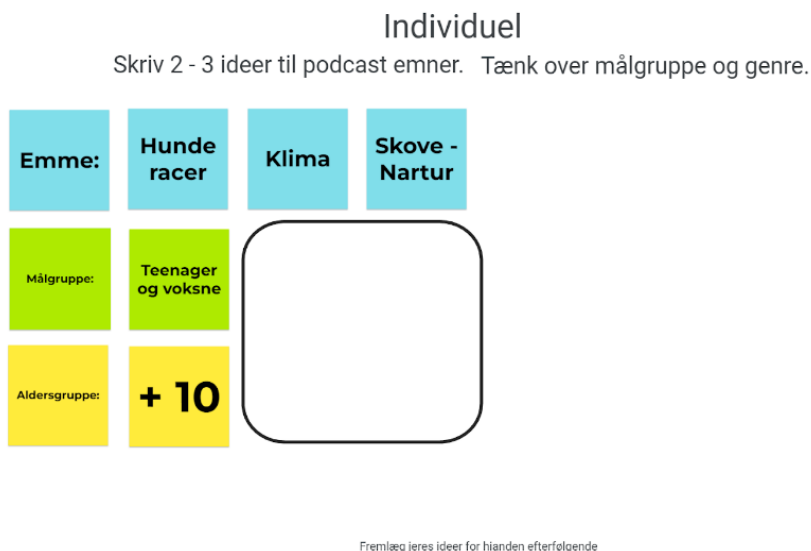 Individuel
Skriv 2 - 3 ideer til podcast emner. Tænk over målgruppe og genre.
Emme:
Hunde
racer
Klima
Skove -
Nartur
Målgruppe:
Teenager
og voksne
Aldersgruppe:
+ 10
Fremlæg jeres ideer for hianden efterfølgende